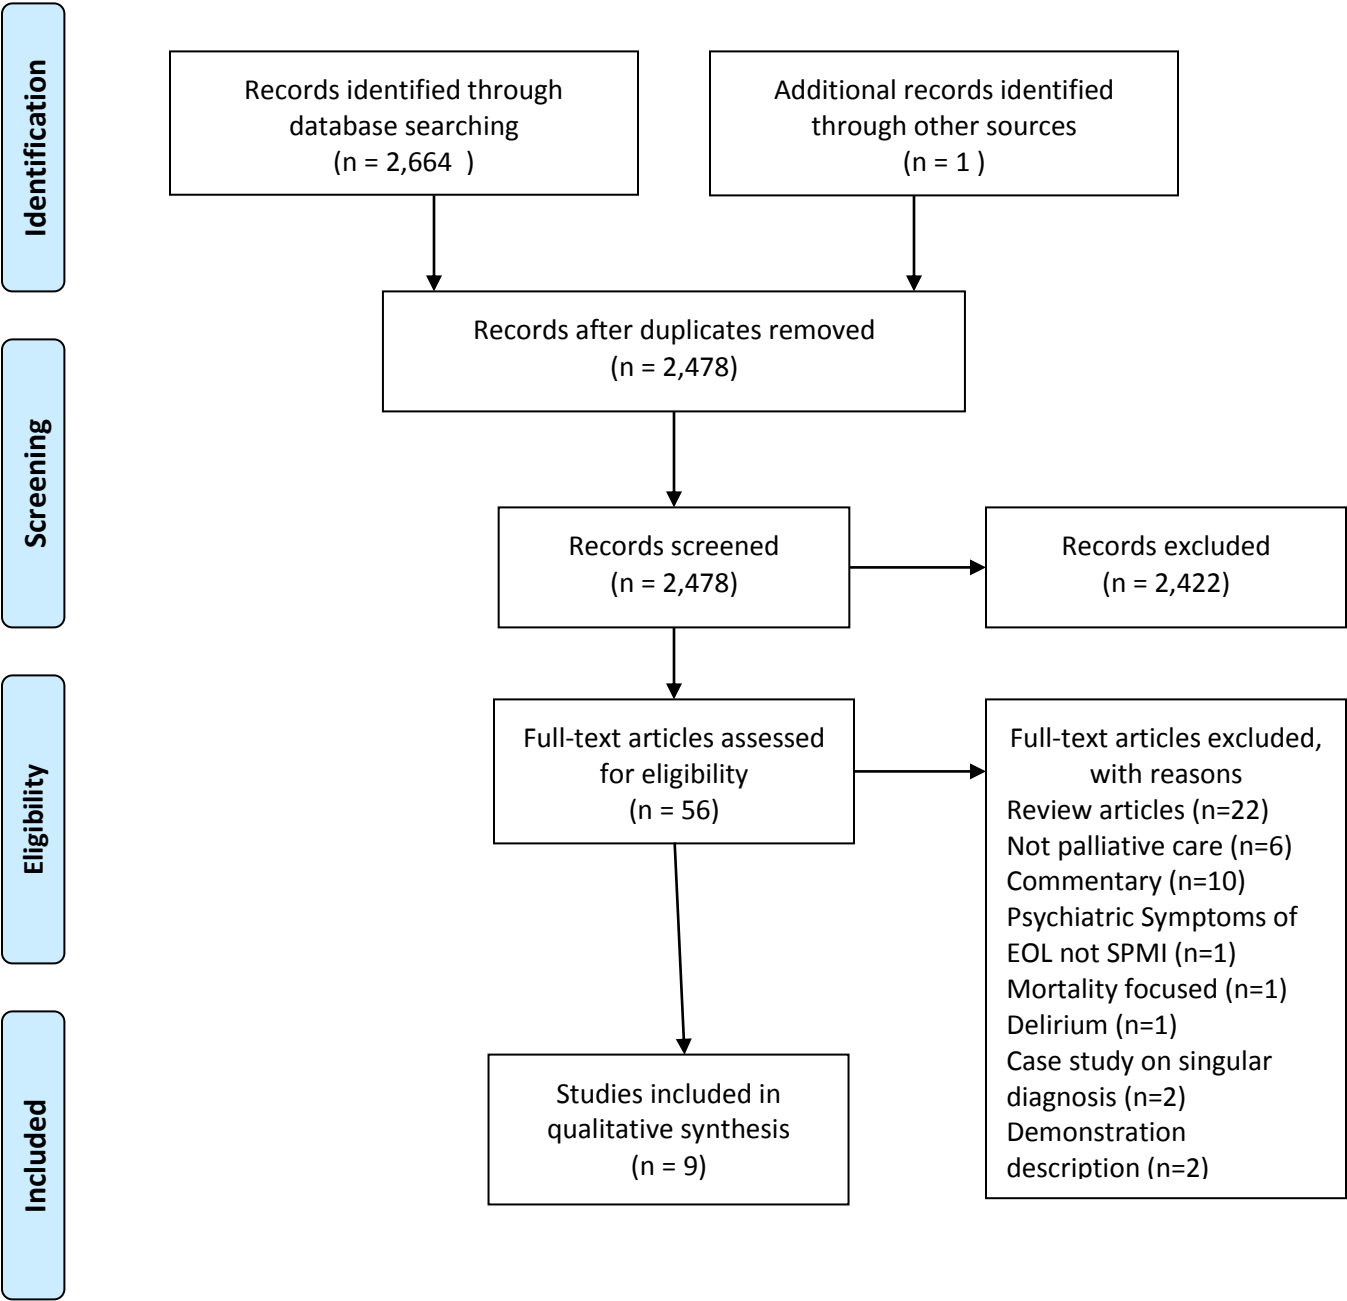 Identification
Records identified through
database searching
(n = 2,664  )
Additional records identified
through other sources
(n = 1 )
Records after duplicates removed
(n = 2,478)
Screening
Records screened
(n = 2,478)
Records excluded
(n = 2,422)
Eligibility
Full-text articles assessed
for eligibility
(n = 56)
Full-text articles excluded,
with reasons
Review articles (n=22)
Not palliative care (n=6)
Commentary (n=10)
Psychiatric Symptoms of
EOL not SPMI (n=1)
Mortality focused (n=1)
Delirium (n=1)
Case study on singular
diagnosis (n=2)
Demonstration
description (n=2)
Included
Studies included in
qualitative synthesis
(n = 9)